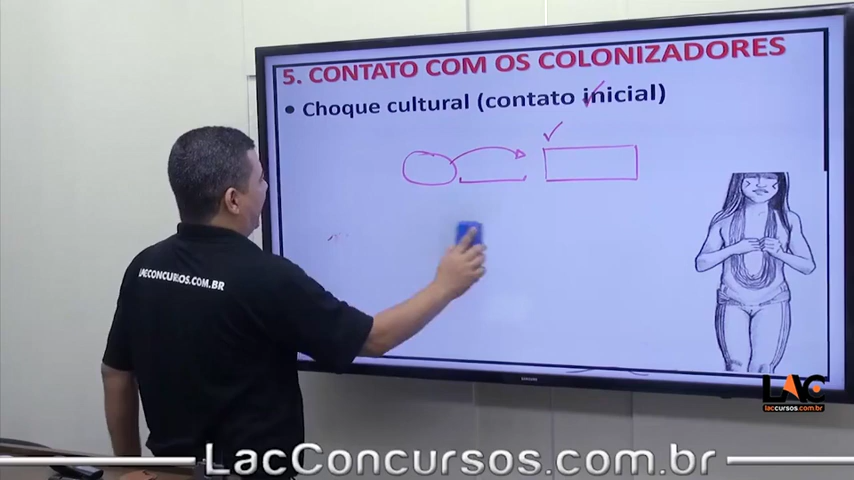 5. CONTATO COM OS COLONIZADORES
• Choque cultural (contato inicial)
LACCONCURSOS.COM.BR
SAMSUNG
LAC
laccursos.com.br
LacConcursos.com.br